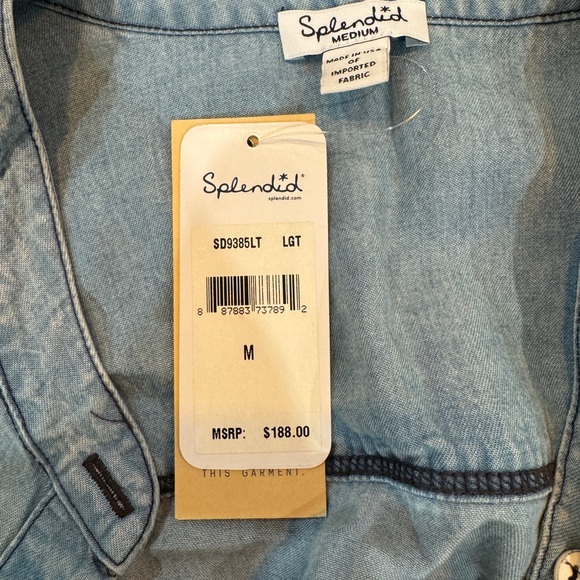 Splendid
MEDIUM
MADE IN USA
OF
IMPORTED
FABRIC
Splendid®
splendid.com
SD9385LT LGT
8 87883 73789 2
M
MSRP: $188.00
THIS GARMENT.